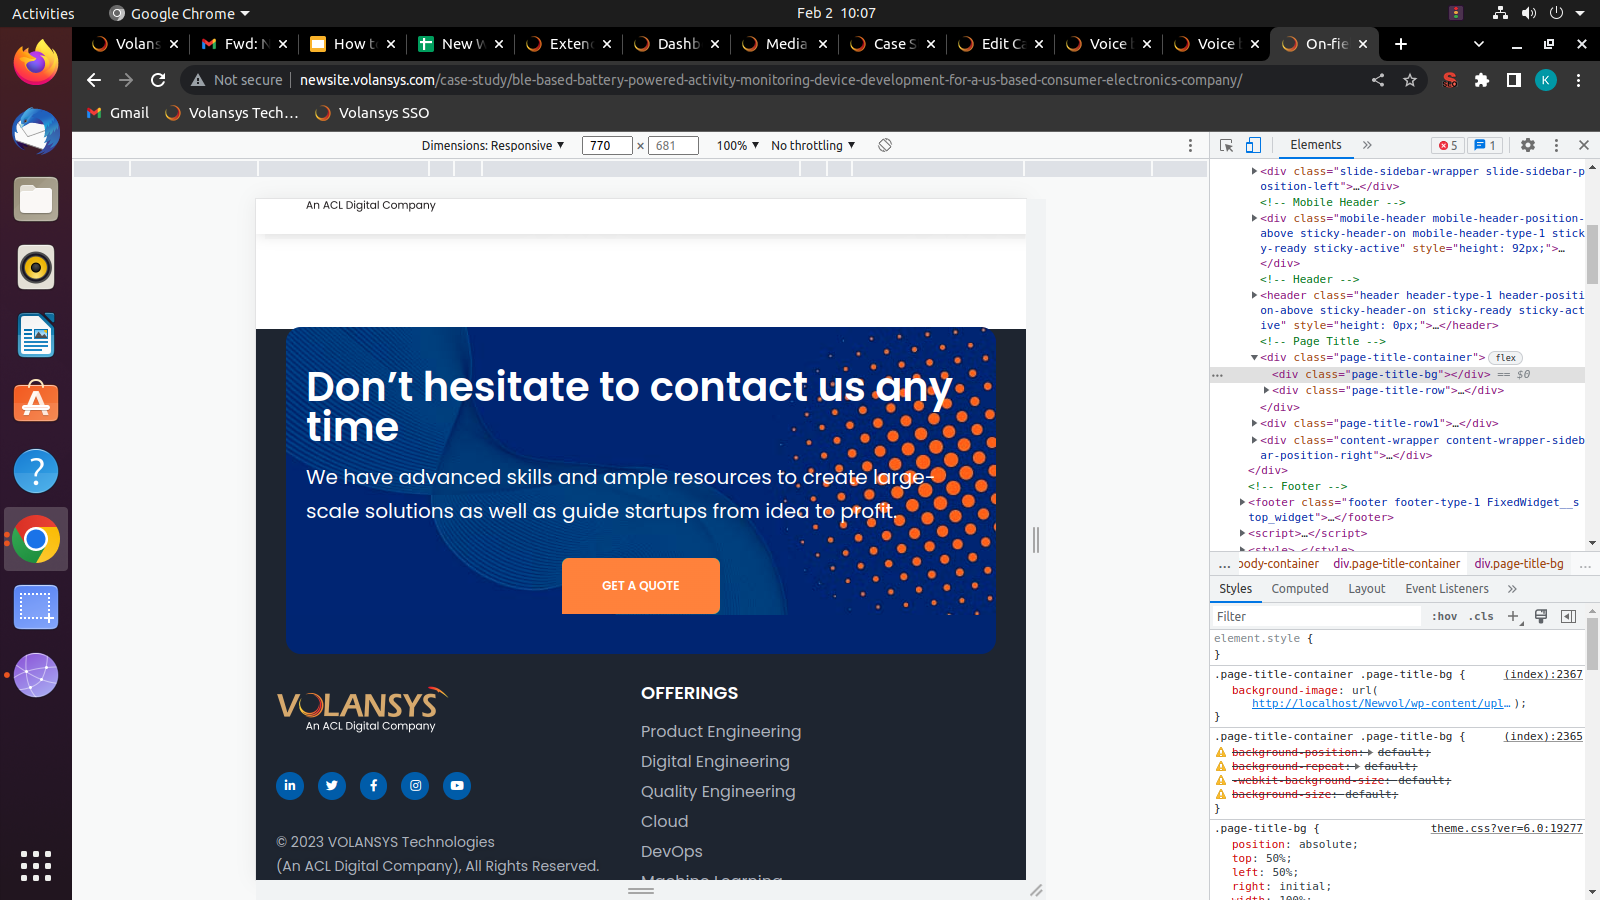 Activities
Google Chrome
Feb 2 10:07
Volans
Fwd: N
How to
New W
Extend
Dashb
Media
Case S
Edit Ca
Voice
Voice
On-fie
Not secure
newsite.volansys.com/case-study/ble-based-battery-powered-activity-monitoring-device-development-for-a-us-based-consumer-electronics-company/
SEO
K
Gmail
Volansys Tech...
Volansys SSO
Dimensions: Responsive
770 × 681
100%
No throttling
Elements
5
1
An ACL Digital Company
Don't hesitate to contact us any
time
We have advanced skills and ample resources to create large-
scale solutions as well as guide startups from idea to profit.
GET A QUOTE
VOLANSYS
An ACL Digital Company
© 2023 VOLANSYS Technologies
(An ACL Digital Company), All Rights Reserved.
OFFERINGS
Product Engineering
Digital Engineering
Quality Engineering
Cloud
DevOps
Machine Learning
<div class="slide-sidebar-wrapper slide-sidebar-p
osition-left">…</div>
<!-- Mobile Header -->
<div class="mobile-header mobile-header-position-
above sticky-header-on mobile-header-type-1 stick
y-ready sticky-active" style="height: 92px;">…
</div>
<!-- Header -->
<header class="header header-type-1 header-positi
on-above sticky-header-on sticky-ready sticky-act
ive" style="height: 0px;">…</header>
<!-- Page Title -->
<div class="page-title-container"> flex
<div class="page-title-bg"></div> == $0
<div class="page-title-row">…</div>
</div>
<div class="page-title-row1">…</div>
<div class="content-wrapper content-wrapper-sideb
ar-position-right">…</div>
</div>
<!-- Footer -->
<footer class="footer footer-type-1 FixedWidget__s
top_widget">…</footer>
<script>…</script>
<style>…</style>
... ody-container div.page-title-container div.page-title-bg ...
Styles Computed Layout Event Listeners
Filter :hov .cls
element.style {
}
.page-title-container .page-title-bg { (index):2367
background-image: url(
http://localhost/Newvol/wp-content/upl… );
}
.page-title-container .page-title-bg { (index):2365
background-position: default;
background-repeat: default;
-webkit-background-size: default;
background-size: default;
}
.page-title-bg { theme.css?ver=6.0:19277
position: absolute;
top: 50%;
left: 50%;
right: initial;
width: 100%;